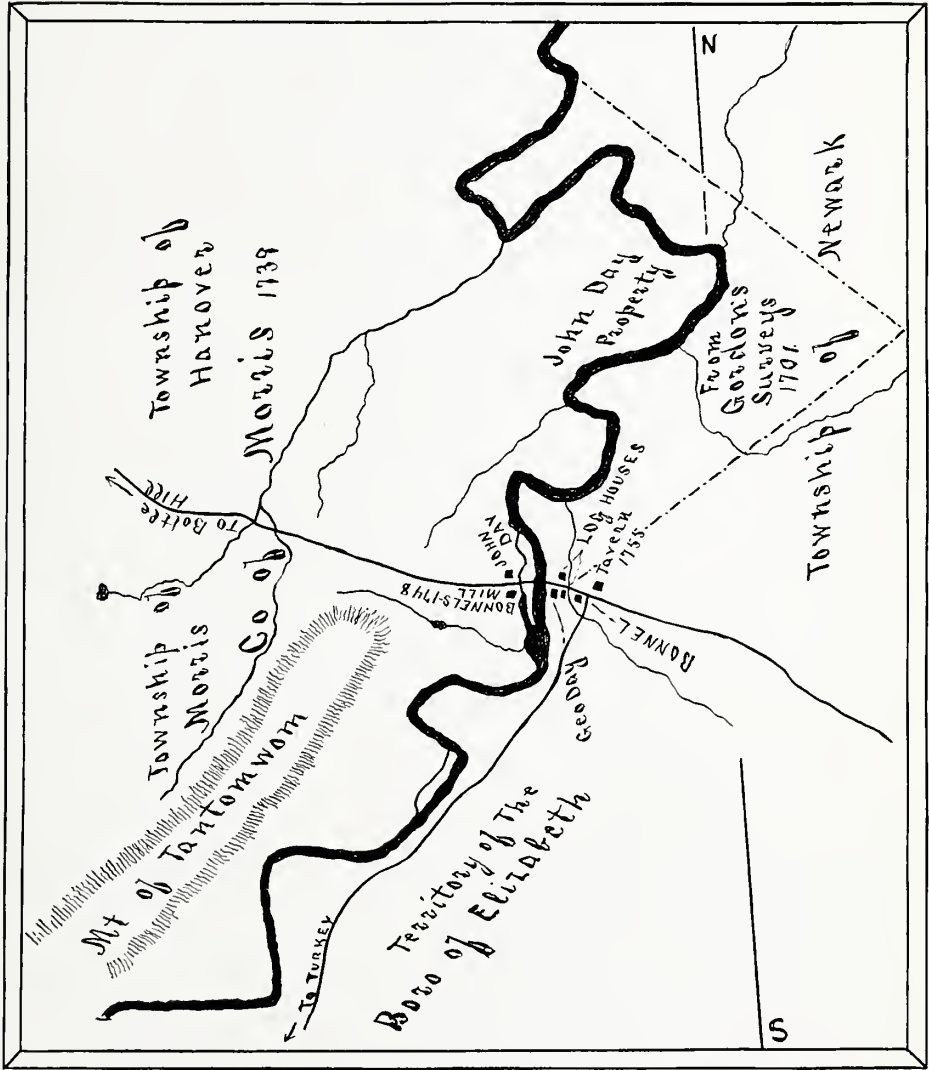 N
Township of
Hanover
Morris 1739
John Day
Property
From
Gordon's
Surveys
1701
Township of Newark
To Bottle
Hill
John
Day
Log Houses
Tavern
1755
Bonnels-1748
Mill
Bonnel
Geo Day
Township of
Morris
Co of
Mt of Tantomwom
Territory of The
Boro of Elizabeth
To Turkey
S